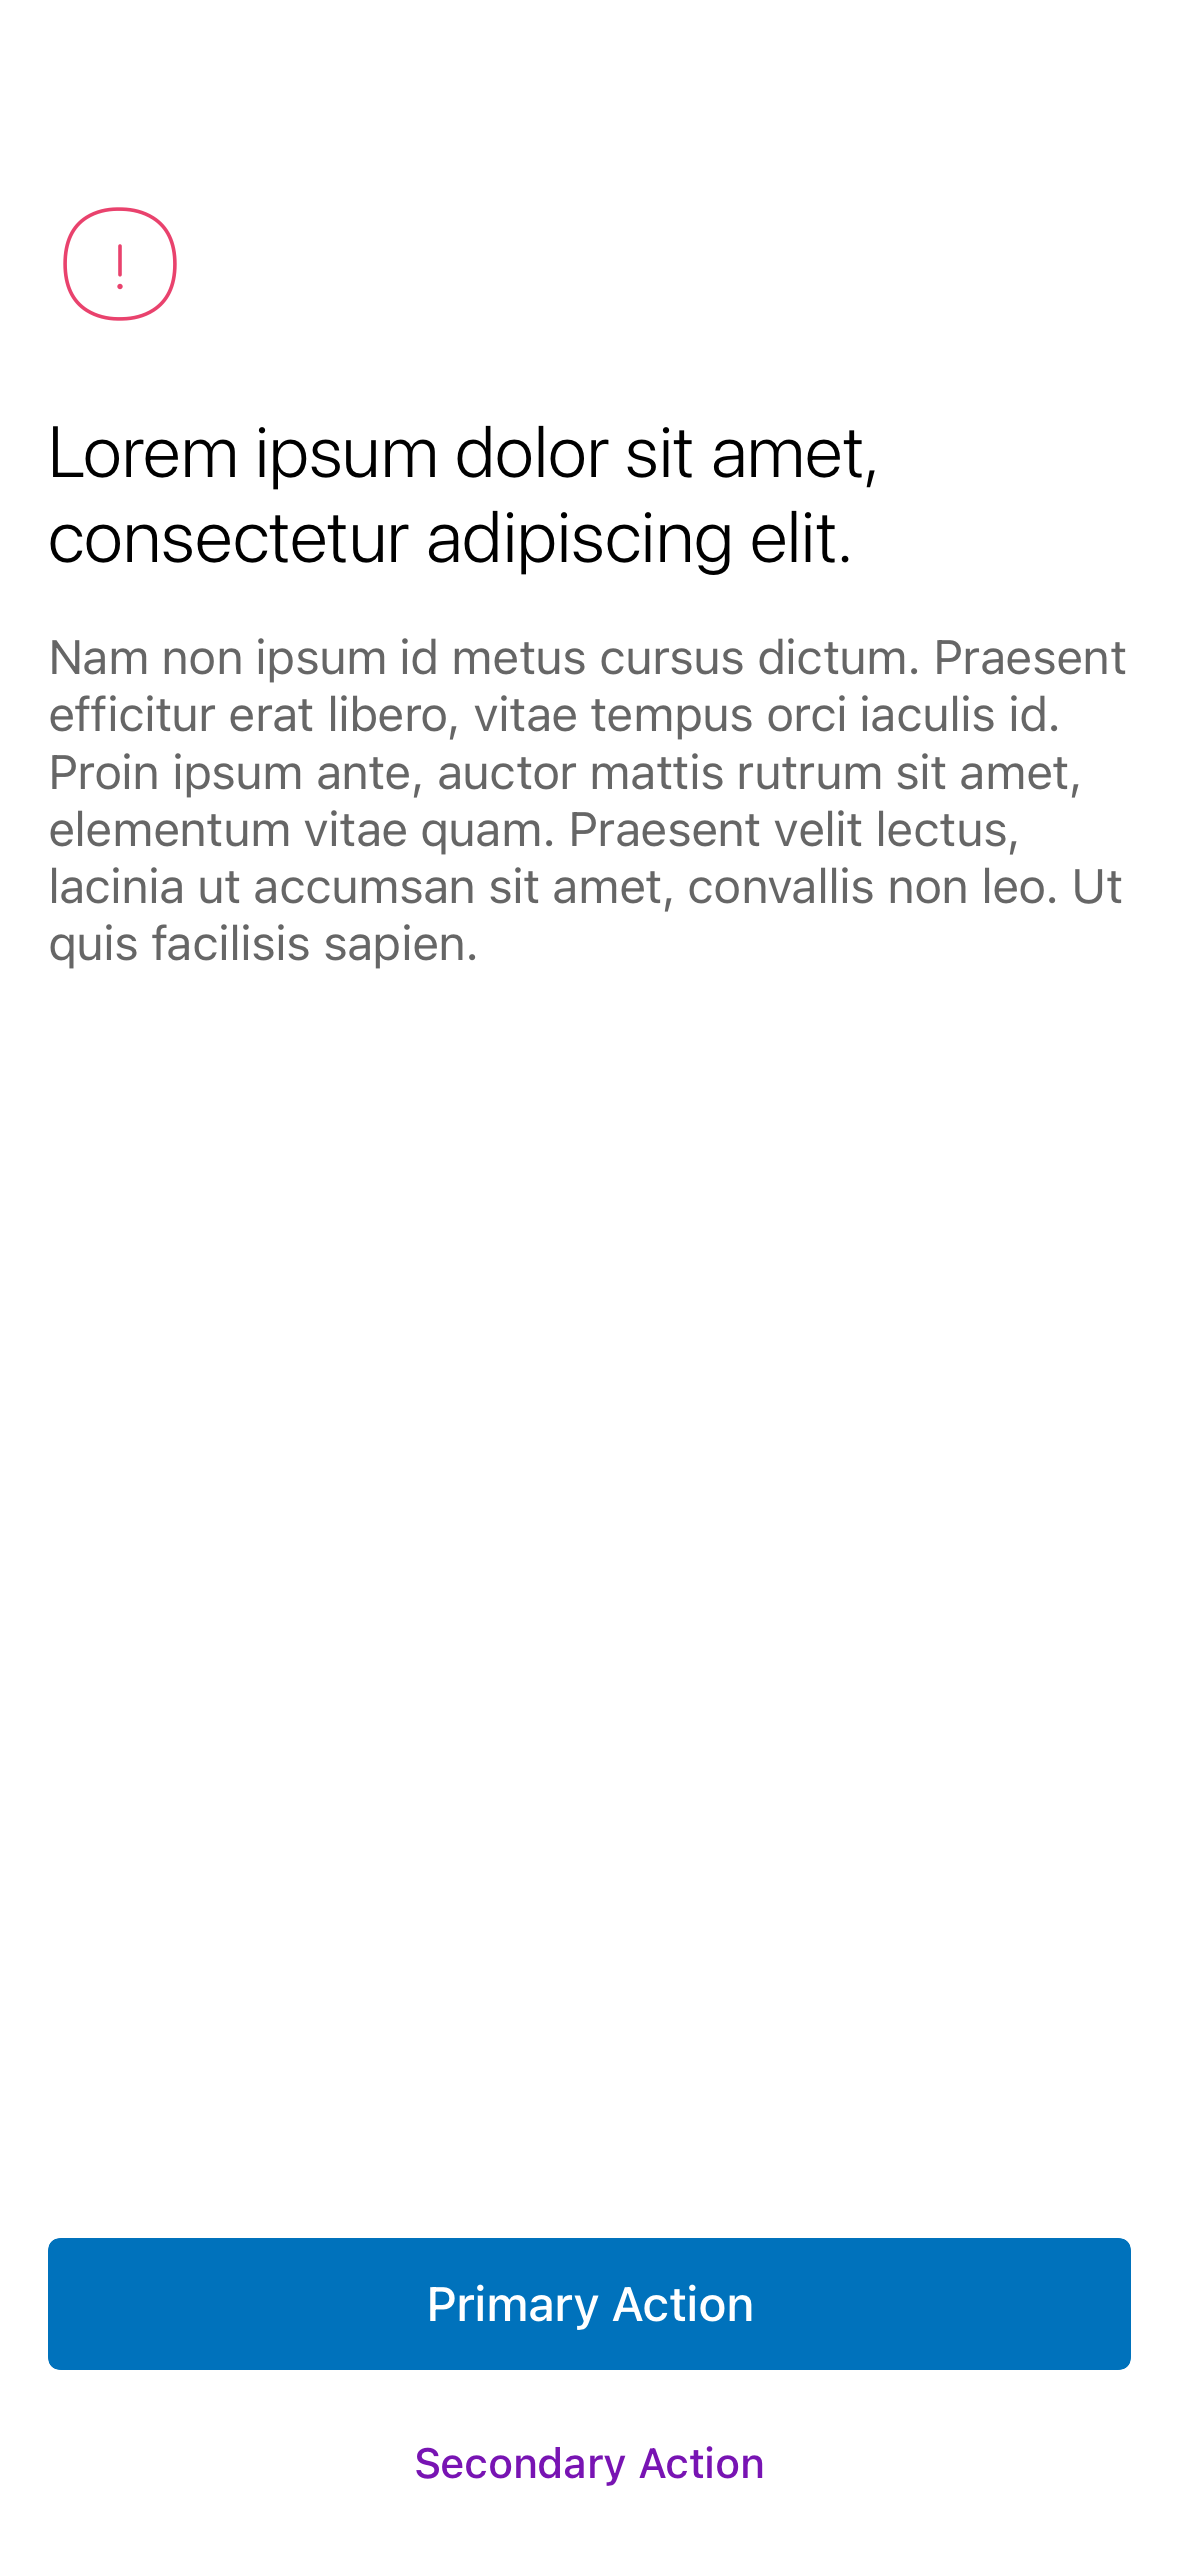 !
Lorem ipsum dolor sit amet,
consectetur adipiscing elit.
Nam non ipsum id metus cursus dictum. Praesent
efficitur erat libero, vitae tempus orci iaculis id.
Proin ipsum ante, auctor mattis rutrum sit amet,
elementum vitae quam. Praesent velit lectus,
lacinia ut accumsan sit amet, convallis non leo. Ut
quis facilisis sapien.
Primary Action
Secondary Action